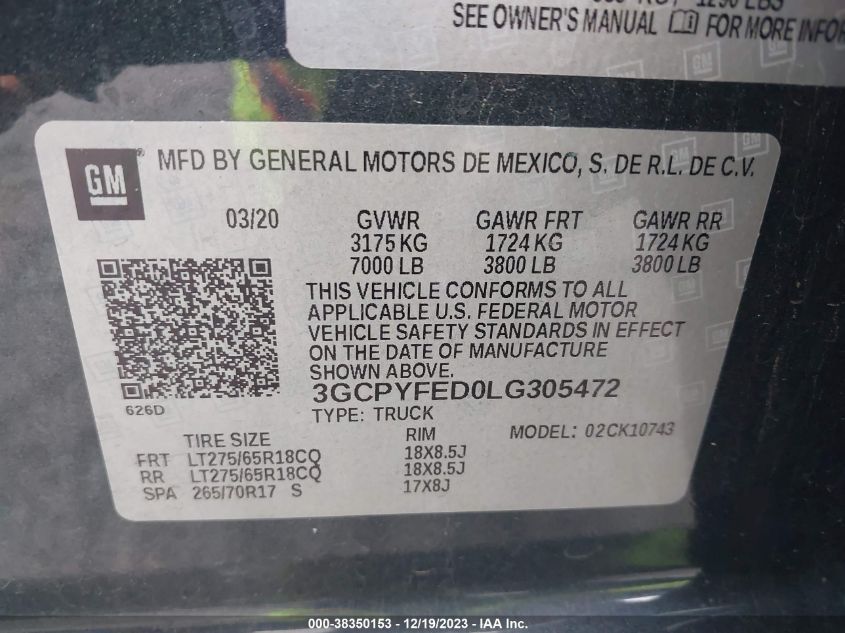 SEE OWNER'S MANUAL FOR MORE
GM
MFD BY GENERAL MOTORS DE MEXICO, S. DE R.L. DE C.V.
03/20 GVWR GAWR FRT GAWR RR
3175 KG 1724 KG 1724 KG
7000 LB 3800 LB 3800 LB
THIS VEHICLE CONFORMS TO ALL
APPLICABLE U.S. FEDERAL MOTOR
VEHICLE SAFETY STANDARDS IN EFFECT
ON THE DATE OF MANUFACTURE
SHOWN ABOVE.
3GCPYFED0LG305472
626D
TYPE: TRUCK
TIRE SIZE RIM MODEL: 02CK10743
FRT LT275/65R18CQ 18X8.5J
RR LT275/65R18CQ 18X8.5J
SPA 265/70R17 S 17X8J
000-38350153 - 12/19/2023 - IAA Inc.